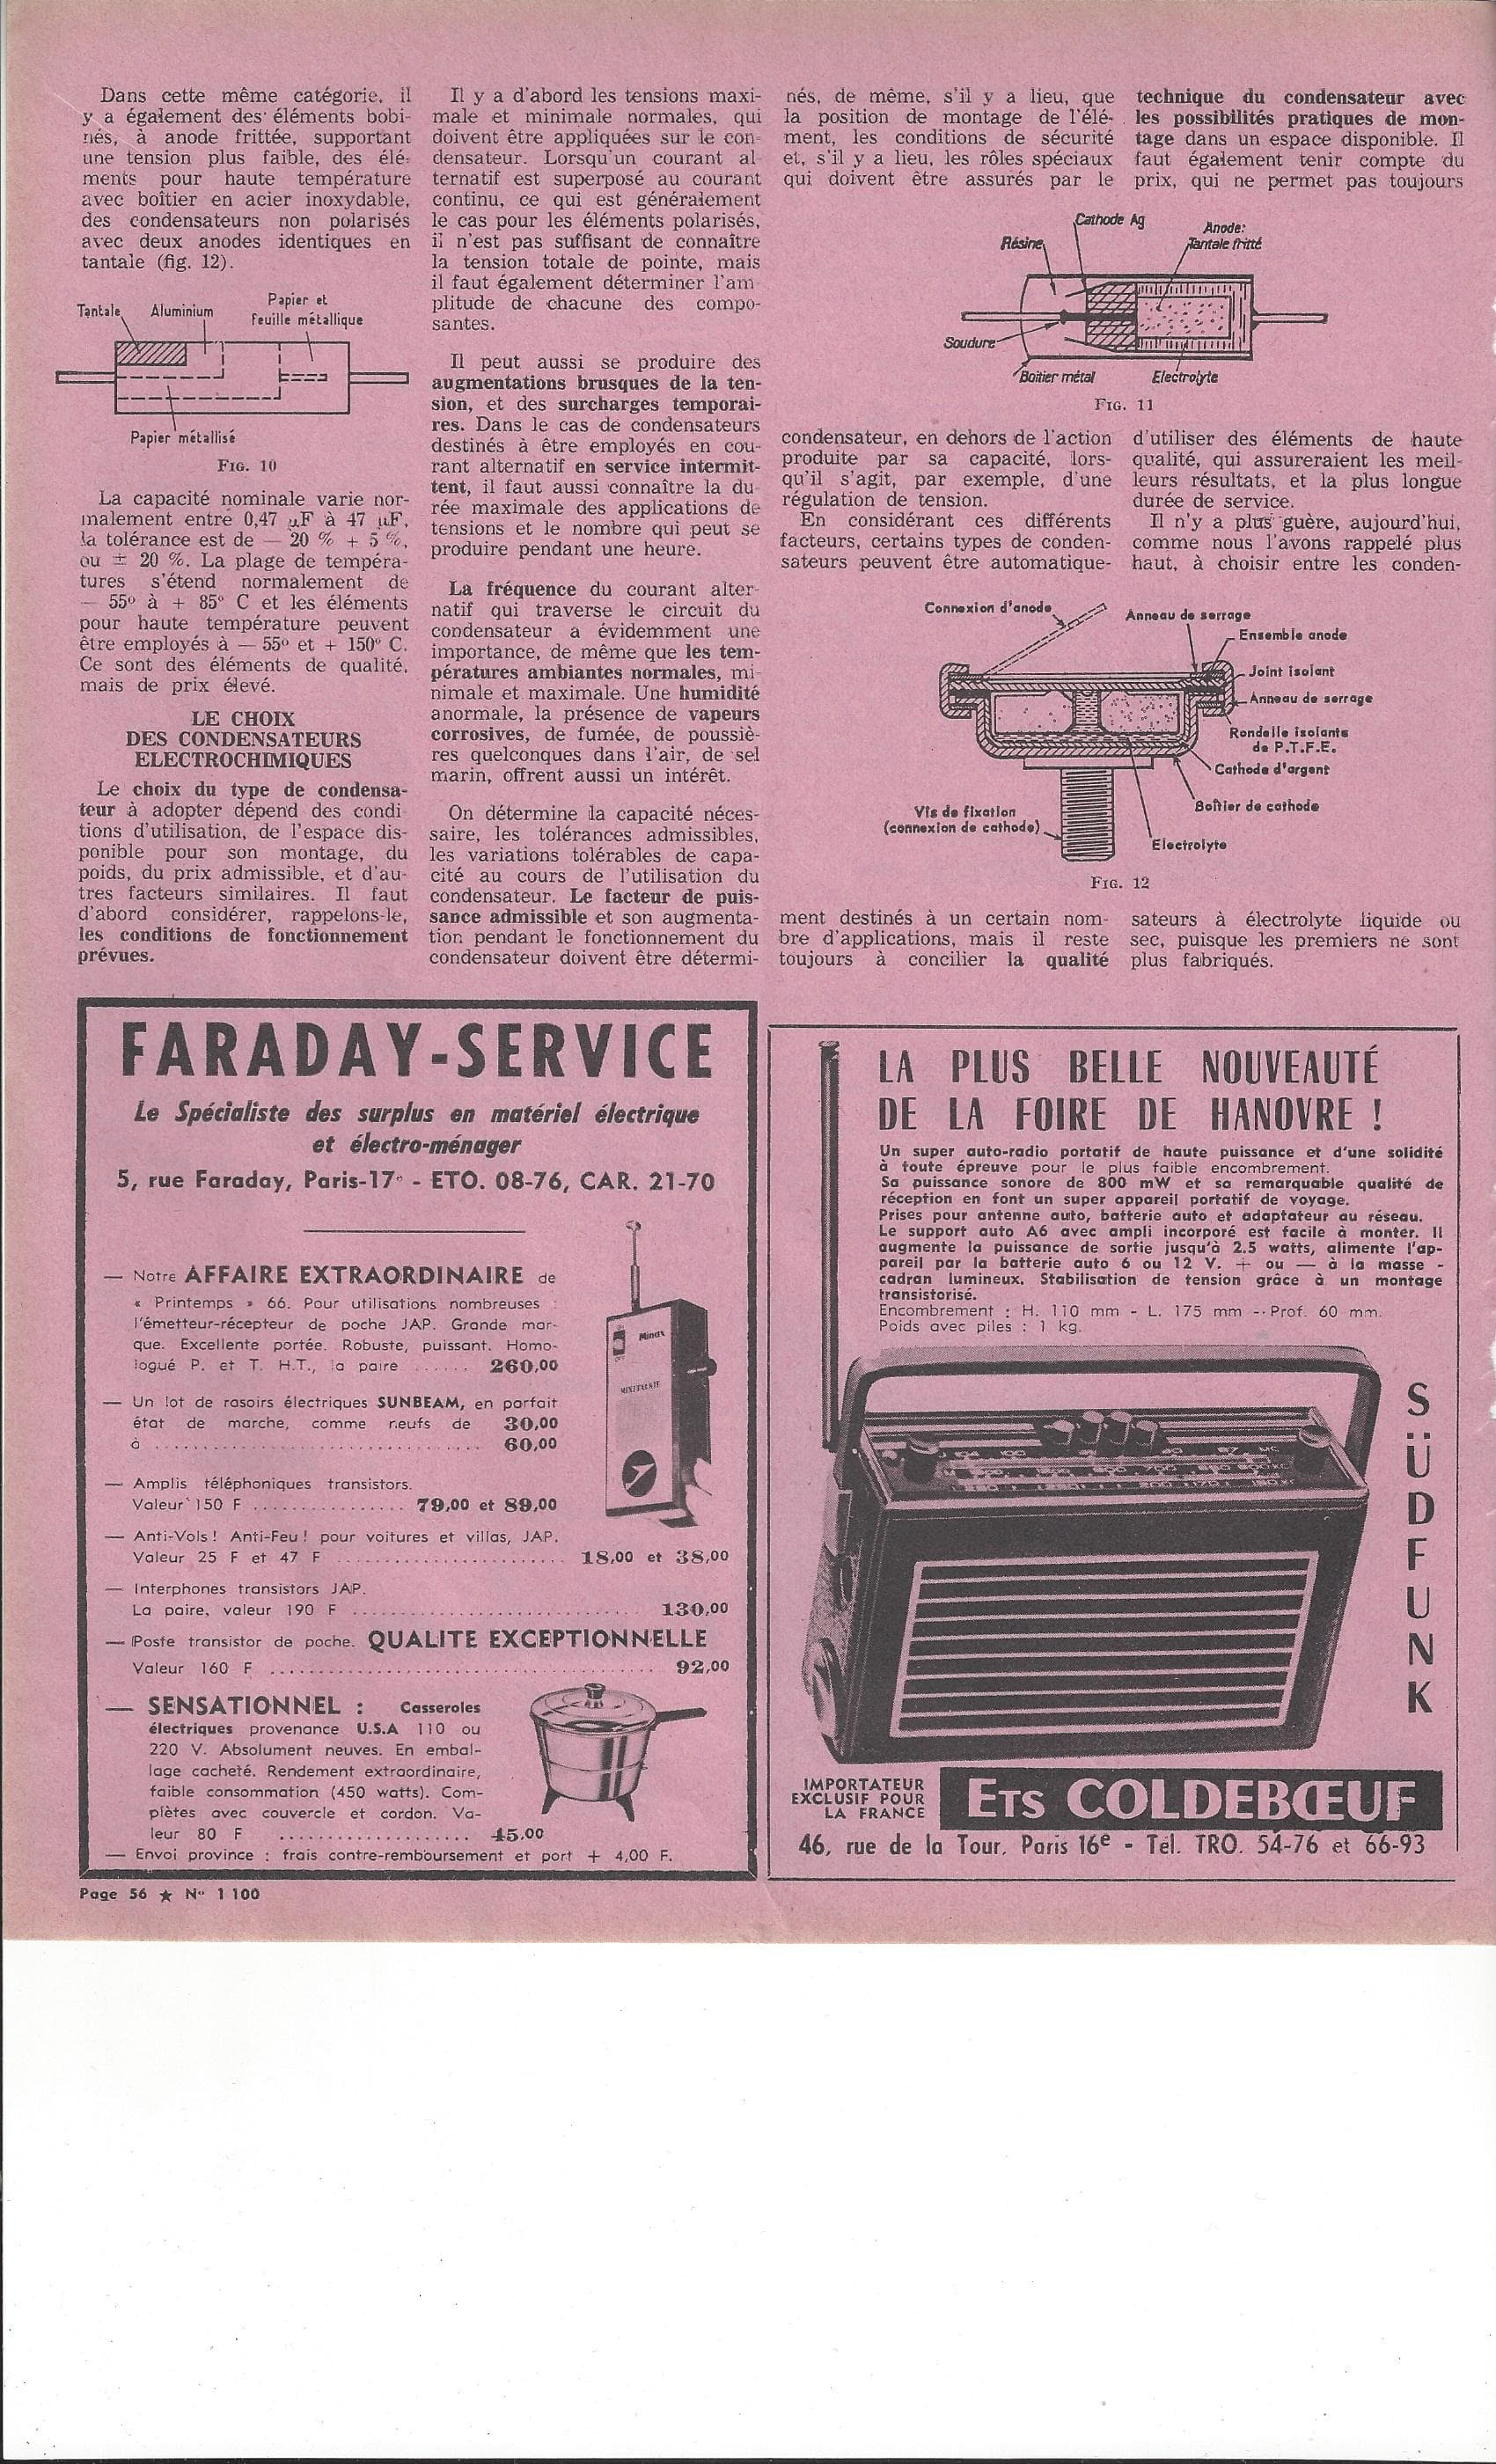 Dans cette même catégorie, il
y a également des éléments bobi-
nés, à anode frittée, supportant
une tension plus faible, des élé-
ments pour haute température
avec boîtier en acier inoxydable,
des condensateurs non polarisés
avec deux anodes identiques en
tantale (fig. 12).
Tantale
Aluminium
Papier et
feuille métallique
Papier métallisé
FIG. 10
La capacité nominale varie nor-
malement entre 0,47 µF à 47 µF,
la tolérance est de — 20 % + 5 %,
ou ± 20 %. La plage de tempéra-
tures s'étend normalement de
— 55° à + 85° C et les éléments
pour haute température peuvent
être employés à — 55° et + 150° C.
Ce sont des éléments de qualité,
mais de prix élevé.
LE CHOIX
DES CONDENSATEURS
ELECTROCHIMIQUES
Le choix du type de condensa-
teur à adopter dépend des condi
tions d'utilisation, de l'espace dis-
ponible pour son montage, du
poids, du prix admissible, et d'au-
tres facteurs similaires. Il faut
d'abord considérer, rappelons-le,
les conditions de fonctionnement
prévues.
Il y a d'abord les tensions maxi-
male et minimale normales, qui
doivent être appliquées sur le con-
densateur. Lorsqu'un courant al-
ternatif est superposé au courant
continu, ce qui est généralement
le cas pour les éléments polarisés,
il n'est pas suffisant de connaître
la tension totale de pointe, mais
il faut également déterminer l'am-
plitude de chacune des compo-
santes.
Il peut aussi se produire des
augmentations brusques de la ten-
sion, et des surcharges temporai-
res. Dans le cas de condensateurs
destinés à être employés en cou-
rant alternatif en service intermit-
tent, il faut aussi connaître la du-
rée maximale des applications de
tensions et le nombre qui peut se
produire pendant une heure.
La fréquence du courant alter-
natif qui traverse le circuit du
condensateur a évidemment une
importance, de même que les tem-
pératures ambiantes normales, mi-
nimale et maximale. Une humidité
anormale, la présence de vapeurs
corrosives, de fumée, de poussiè-
res quelconques dans l'air, de sel
marin, offrent aussi un intérêt.
On détermine la capacité néces-
saire, les tolérances admissibles,
les variations tolérables de capa-
cité au cours de l'utilisation du
condensateur. Le facteur de puis-
sance admissible et son augmenta-
tion pendant le fonctionnement du
condensateur doivent être détermi-
nés, de même, s'il y a lieu, que
la position de montage de l'élé-
ment, les conditions de sécurité
et, s'il y a lieu, les rôles spéciaux
qui doivent être assurés par le
technique du condensateur avec
les possibilités pratiques de mon-
tage dans un espace disponible. Il
faut également tenir compte du
prix, qui ne permet pas toujours
Cathode Ag
Résine
Anode:
Tantale fritté
Soudure
Boîtier métal
Electrolyte
FIG. 11
condensateur, en dehors de l'action
produite par sa capacité, lors-
qu'il s'agit, par exemple, d'une
régulation de tension.
En considérant ces différents
facteurs, certains types de conden-
sateurs peuvent être automatique-
d'utiliser des éléments de haute
qualité, qui assureraient les meil-
leurs résultats, et la plus longue
durée de service.
Il n'y a plus guère, aujourd'hui,
comme nous l'avons rappelé plus
haut, à choisir entre les conden-
Connexion d'anode
Anneau de serrage
Ensemble anode
Joint isolant
Anneau de serrage
Rondelle isolante
de P.T.F.E.
Cathode d'argent
Boîtier de cathode
Vis de fixation
(connexion de cathode)
Electrolyte
FIG. 12
ment destinés à un certain nom-
bre d'applications, mais il reste
toujours à concilier la qualité
sateurs à électrolyte liquide ou
sec, puisque les premiers ne sont
plus fabriqués.
FARADAY-SERVICE
Le Spécialiste des surplus en matériel électrique
et électro-ménager
5, rue Faraday, Paris-17e - ETO. 08-76, CAR. 21-70
— Notre AFFAIRE EXTRAORDINAIRE de
« Printemps » 66. Pour utilisations nombreuses :
l'émetteur-récepteur de poche JAP. Grande mar-
que. Excellente portée. Robuste, puissant. Homo-
logué P. et T. H.T., la paire ...... 260,00
Minax
— Un lot de rasoirs électriques SUNBEAM, en parfait
état de marche, comme neufs de 30,00
à ................................ 60,00
— Amplis téléphoniques transistors.
Valeur 150 F ................ 79,00 et 89,00
— Anti-Vols ! Anti-Feu ! pour voitures et villas, JAP.
Valeur 25 F et 47 F ........................ 18,00 et 38,00
— Interphones transistors JAP.
La paire, valeur 190 F ............................. 130,00
— Poste transistor de poche. QUALITE EXCEPTIONNELLE
Valeur 160 F ........................................ 92,00
— SENSATIONNEL : Casseroles
électriques provenance U.S.A 110 ou
220 V. Absolument neuves. En embal-
lage cacheté. Rendement extraordinaire,
faible consommation (450 watts). Com-
plètes avec couvercle et cordon. Va-
leur 80 F .................... 45,00
— Envoi province : frais contre-remboursement et port + 4,00 F.
LA PLUS BELLE NOUVEAUTÉ
DE LA FOIRE DE HANOVRE !
Un super auto-radio portatif de haute puissance et d'une solidité
à toute épreuve pour le plus faible encombrement.
Sa puissance sonore de 800 mW et sa remarquable qualité de
réception en font un super appareil portatif de voyage.
Prises pour antenne auto, batterie auto et adaptateur au réseau.
Le support auto A6 avec ampli incorporé est facile à monter. Il
augmente la puissance de sortie jusqu'à 2.5 watts, alimente l'ap-
pareil par la batterie auto 6 ou 12 V. + ou — à la masse -
cadran lumineux. Stabilisation de tension grâce à un montage
transistorisé.
Encombrement : H. 110 mm - L. 175 mm - Prof. 60 mm.
Poids avec piles : 1 kg.
SÜDFUNK
IMPORTATEUR
EXCLUSIF POUR
LA FRANCE
ETS COLDEBŒUF
46, rue de la Tour, Paris 16e - Tél. TRO. 54-76 et 66-93
Page 56 ★ N° 1 100